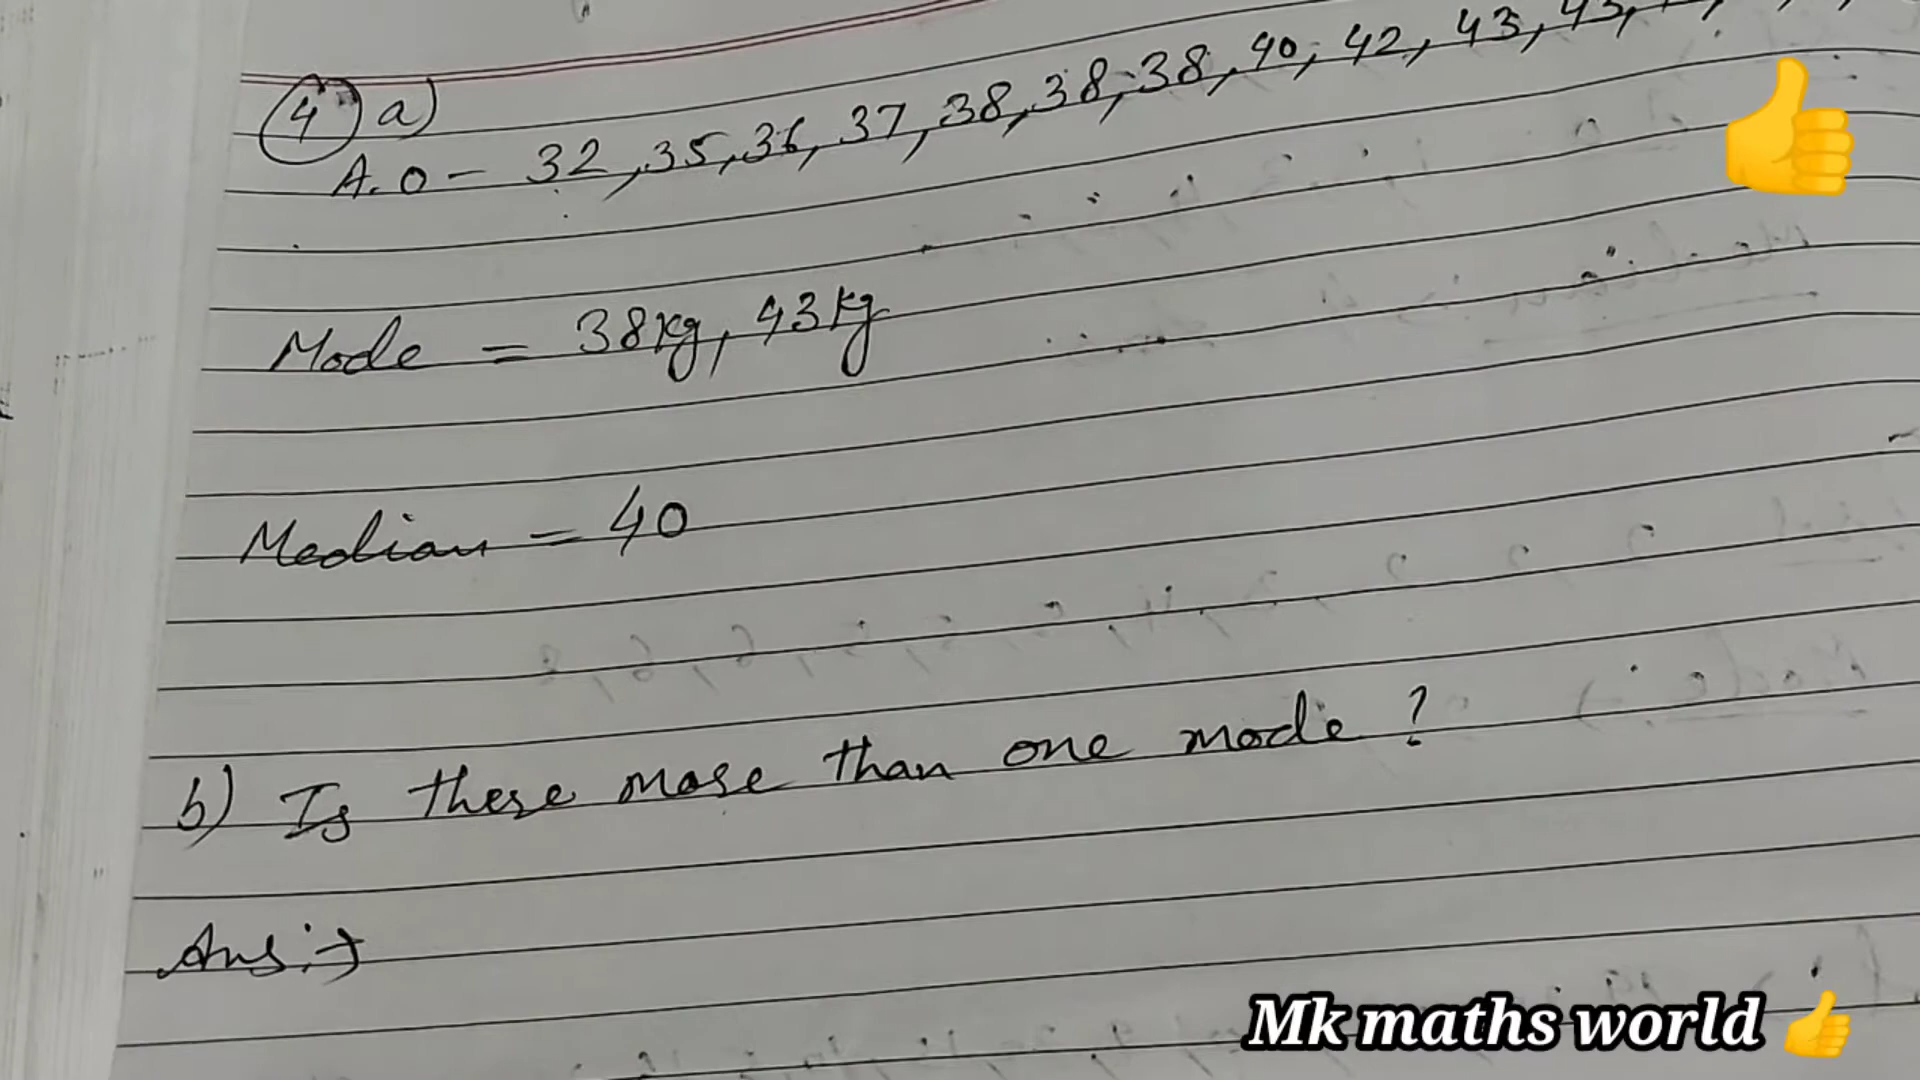 4 a)
A.O - 32, 35, 36, 37, 38, 38, 38, 40, 42, 43, 43,
Mode = 38kg, 43kg
Median = 40
b) Is there more than one mode ?
Ans:→
Mk maths world